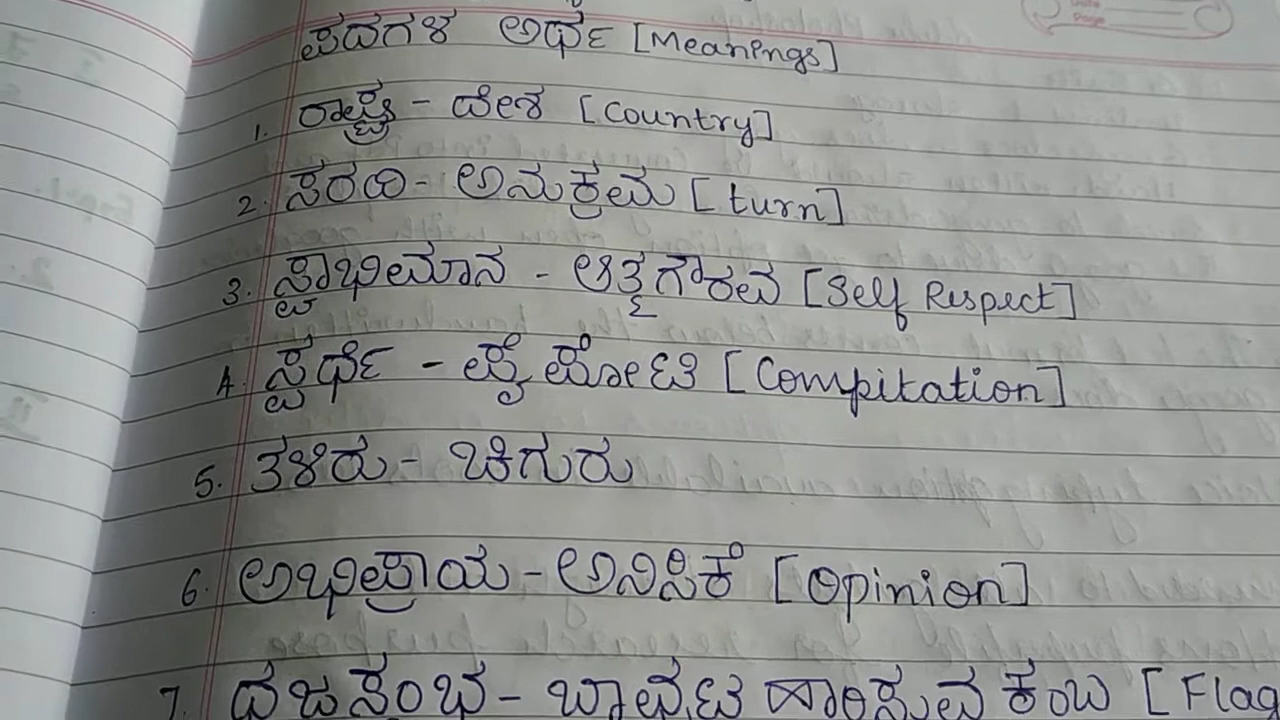 ಪದಗಳ ಅರ್ಥ [Meanings]
1. ರಾಷ್ಟ್ರ - ದೇಶ [Country]
2. ಸರದಿ - ಅನುಕ್ರಮ [turn]
3. ಸ್ವಾಭಿಮಾನ - ಆತ್ಮಗೌರವ [Self Respect]
4. ಸ್ಪರ್ಧೆ - ಪೈಪೋಟಿ [Compitation]
5. ತಳಿರು - ಚಿಗುರು
6. ಅಭಿಪ್ರಾಯ - ಅನಿಸಿಕೆ [Opinion]
7. ಧ್ವಜಸ್ತಂಭ - ಬಾವುಟ ಹಾರಿಸುವ ಕಂಬ [Flag